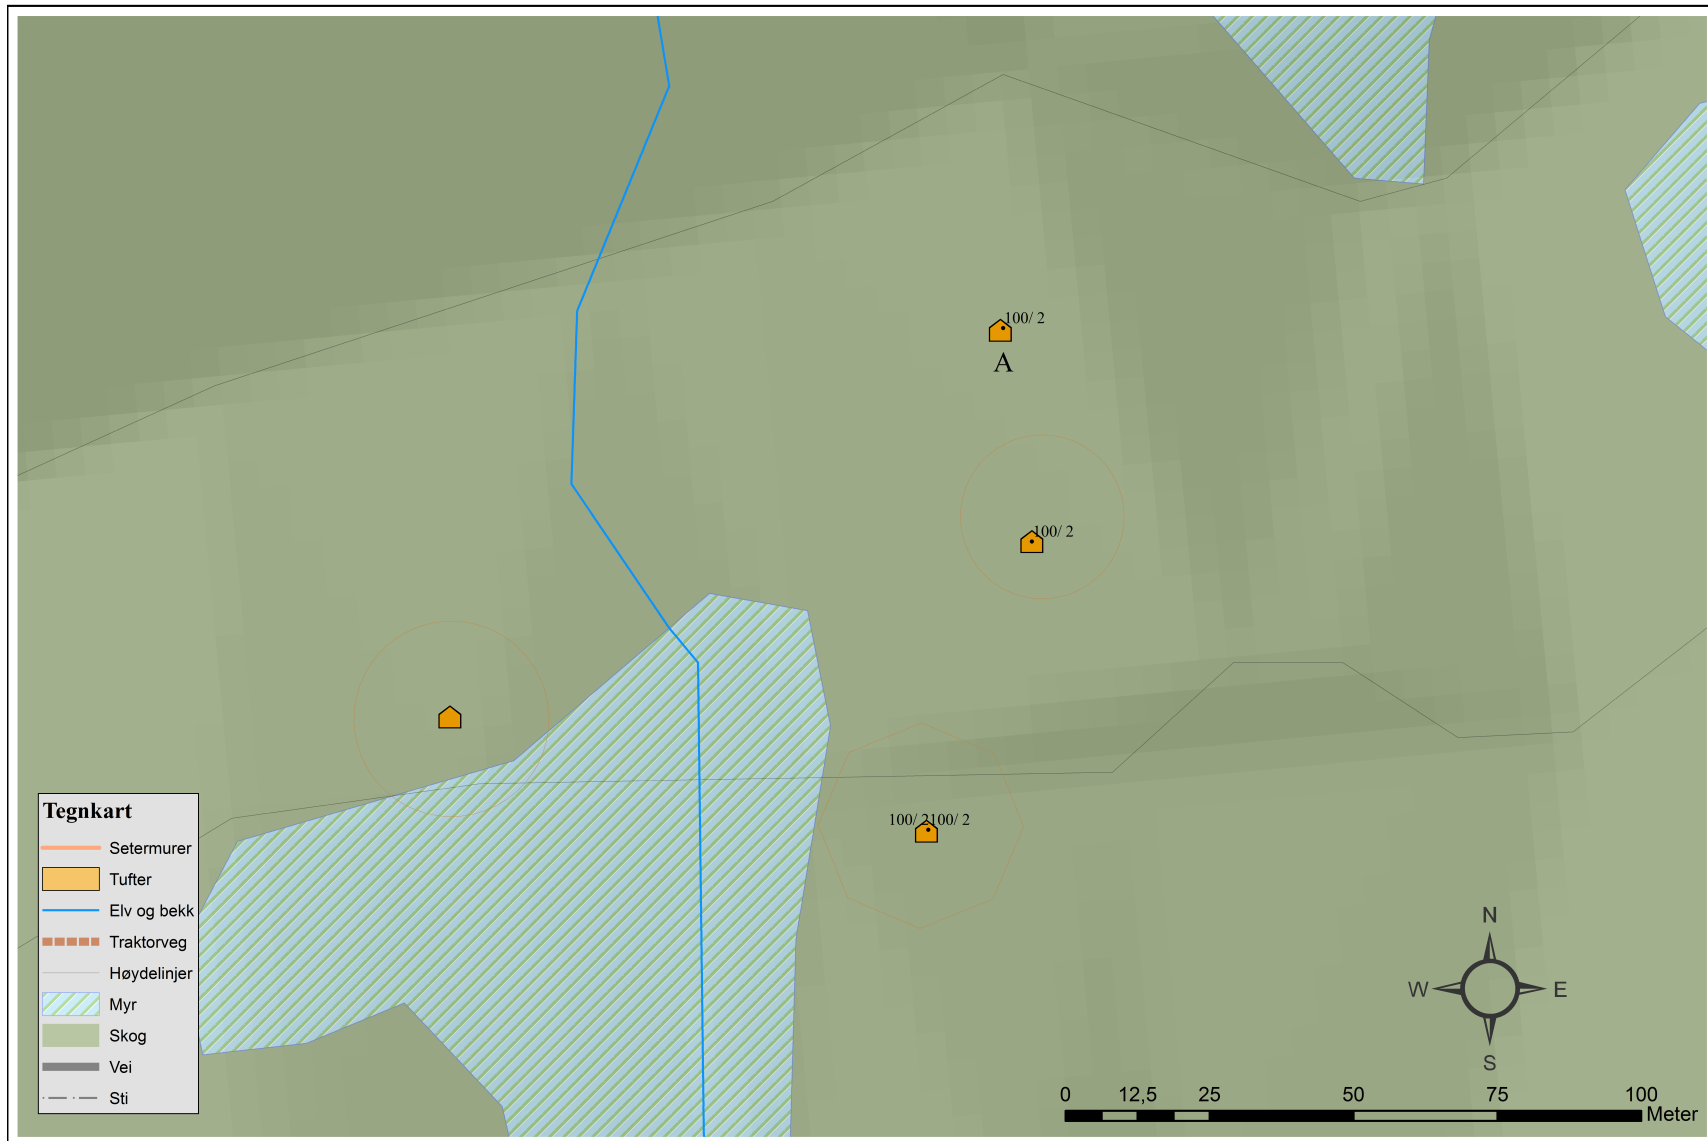 100/ 2
A
100/ 2
100/ 2100/ 2
Tegnkart
Setermurer
Tufter
Elv og bekk
Traktorveg
Høydelinjer
Myr
Skog
Vei
Sti
N
W E
S
0 12,5 25 50 75 100
Meter